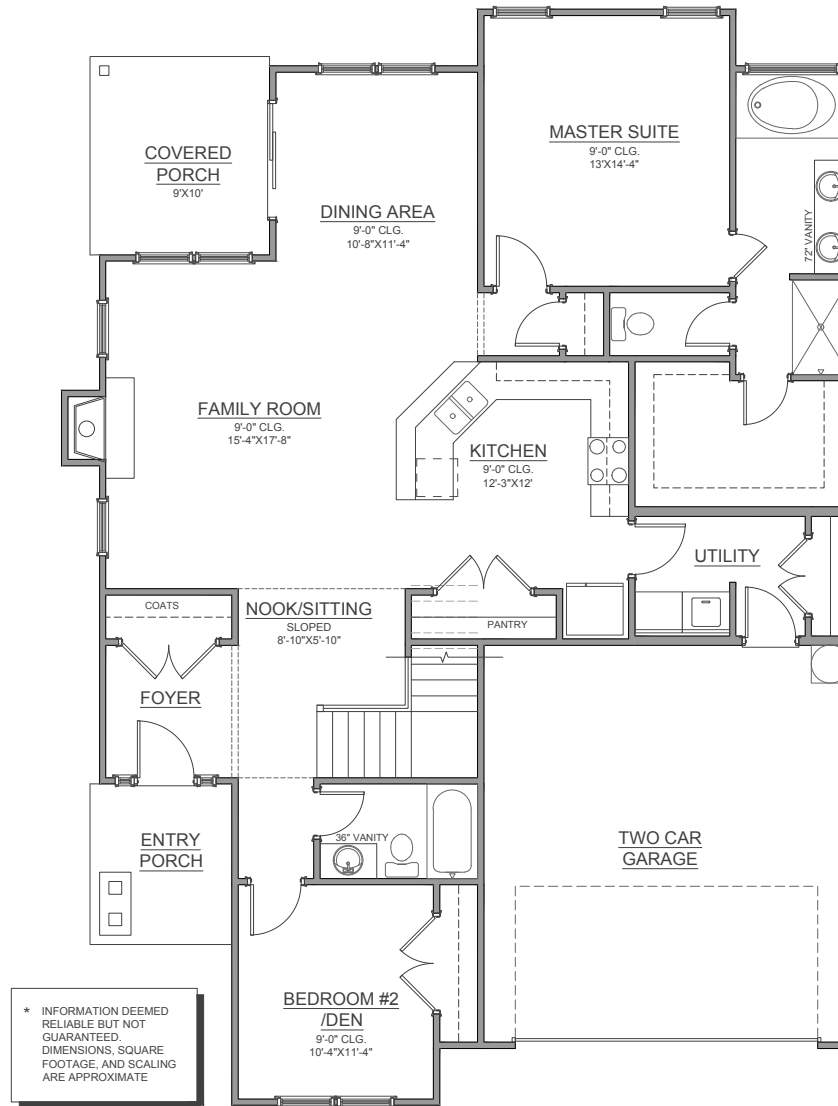 MASTER SUITE
9'-0" CLG.
13'X14'-4"
COVERED
PORCH
9'X10'
DINING AREA
9'-0" CLG.
10'-8"X11'-4"
72' VANITY
FAMILY ROOM
9'-0" CLG.
15'-4"X17'-8"
KITCHEN
9'-0" CLG.
12'-3"X12'
UTILITY
COATS
NOOK/SITTING
SLOPED
8'-10"X5'-10"
PANTRY
FOYER
ENTRY
PORCH
36" VANITY
TWO CAR
GARAGE
BEDROOM #2
/DEN
9'-0" CLG.
10'-4"X11'-4"
* INFORMATION DEEMED
RELIABLE BUT NOT
GUARANTEED.
DIMENSIONS, SQUARE
FOOTAGE, AND SCALING
ARE APPROXIMATE